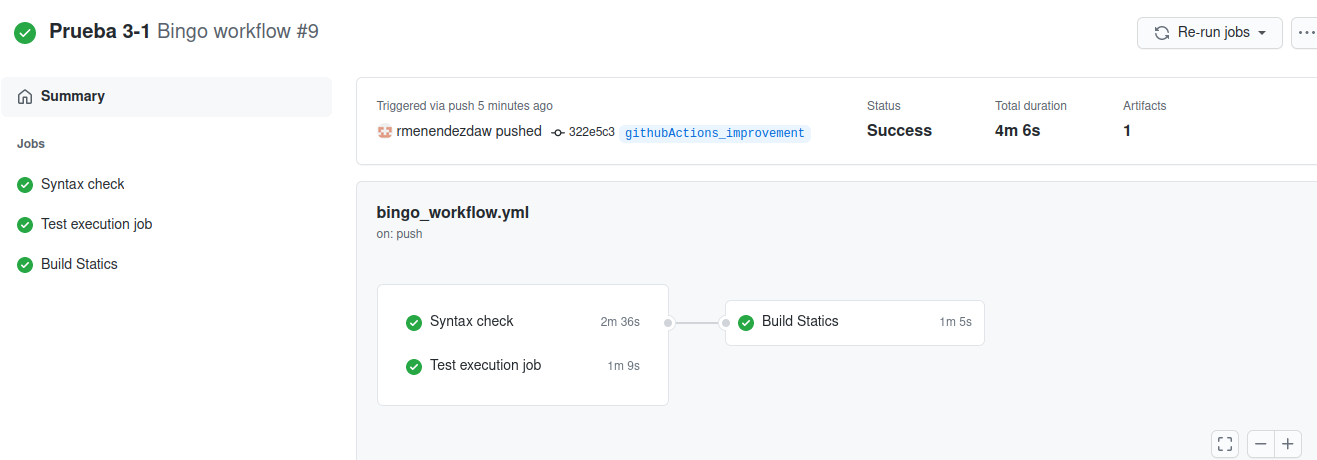 Prueba 3-1 Bingo workflow #9
Re-run jobs
Summary
Jobs
Syntax check
Test execution job
Build Statics
Triggered via push 5 minutes ago
rmenendezdaw pushed 322e5c3 githubActions_improvement
Status
Success
Total duration
4m 6s
Artifacts
1
bingo_workflow.yml
on: push
Syntax check 2m 36s
Test execution job 1m 9s
Build Statics 1m 5s